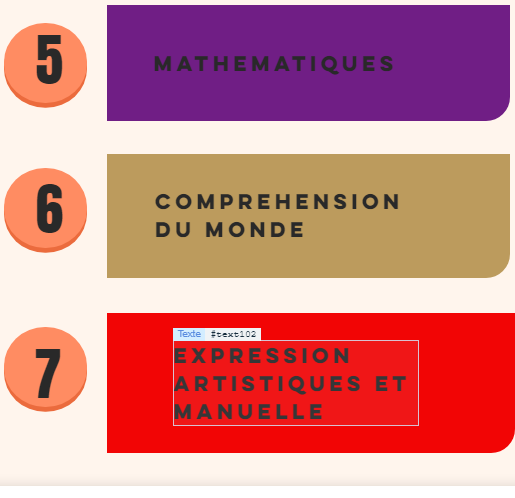 5
MATHEMATIQUES
6
COMPREHENSION
DU MONDE
7
Texte #text102
EXPRESSION
ARTISTIQUES ET
MANUELLE